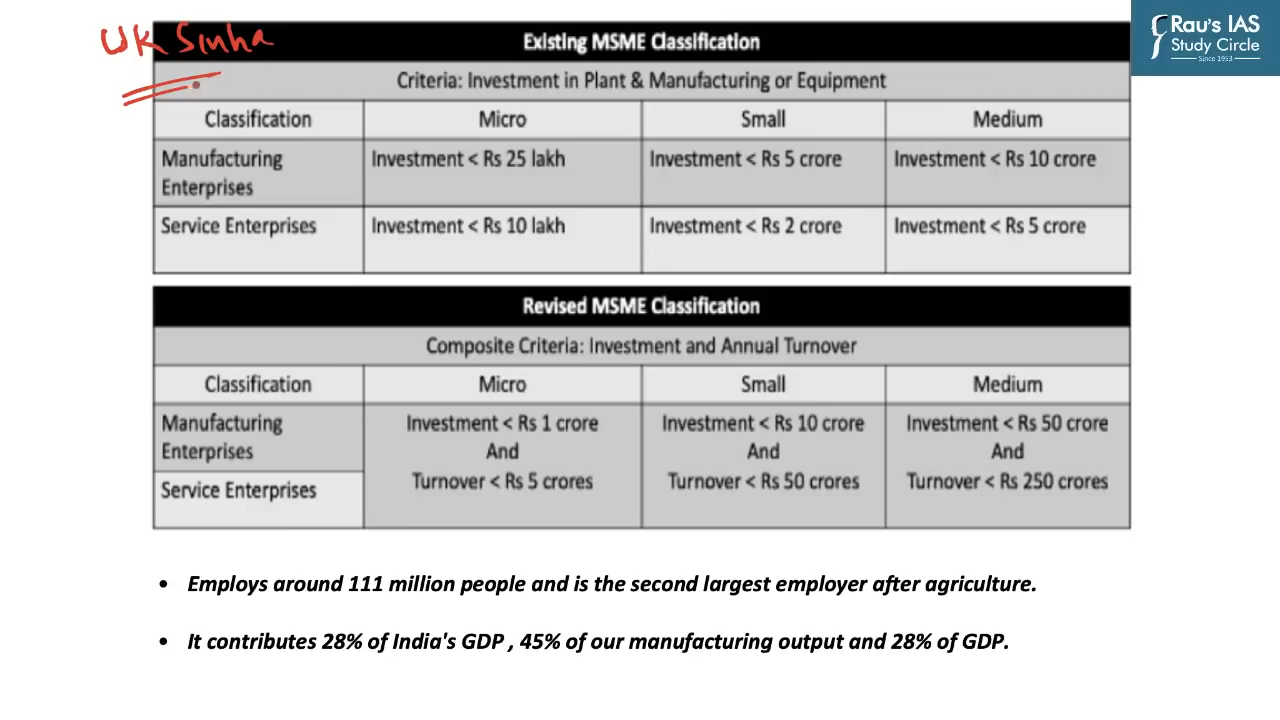 UK Sinha
Rau's IAS
Study Circle
Since 1953
Existing MSME Classification
Criteria: Investment in Plant & Manufacturing or Equipment
Classification Micro Small Medium
Manufacturing Enterprises Investment < Rs 25 lakh Investment < Rs 5 crore Investment < Rs 10 crore
Service Enterprises Investment < Rs 10 lakh Investment < Rs 2 crore Investment < Rs 5 crore
Revised MSME Classification
Composite Criteria: Investment and Annual Turnover
Classification Micro Small Medium
Manufacturing Investment < Rs 1 crore Investment < Rs 10 crore Investment < Rs 50 crore
Enterprises And And And
Service Enterprises Turnover < Rs 5 crores Turnover < Rs 50 crores Turnover < Rs 250 crores
• Employs around 111 million people and is the second largest employer after agriculture.
• It contributes 28% of India's GDP , 45% of our manufacturing output and 28% of GDP.